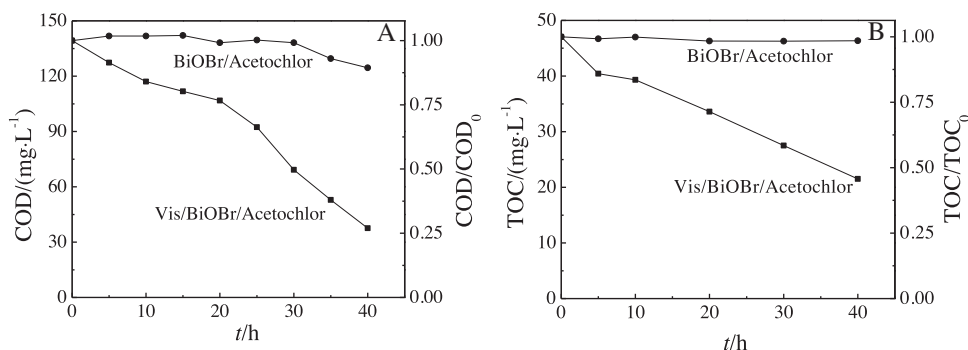 A
COD/(mg·L⁻¹)
150
120
90
60
30
0
BiOBr/Acetochlor
Vis/BiOBr/Acetochlor
1.00
0.75
0.50
0.25
0.00
COD/COD₀
0 10 20 30 40
t/h
B
TOC/(mg·L⁻¹)
50
40
30
20
10
0
BiOBr/Acetochlor
Vis/BiOBr/Acetochlor
1.00
0.75
0.50
0.25
0.00
TOC/TOC₀
0 10 20 30 40
t/h